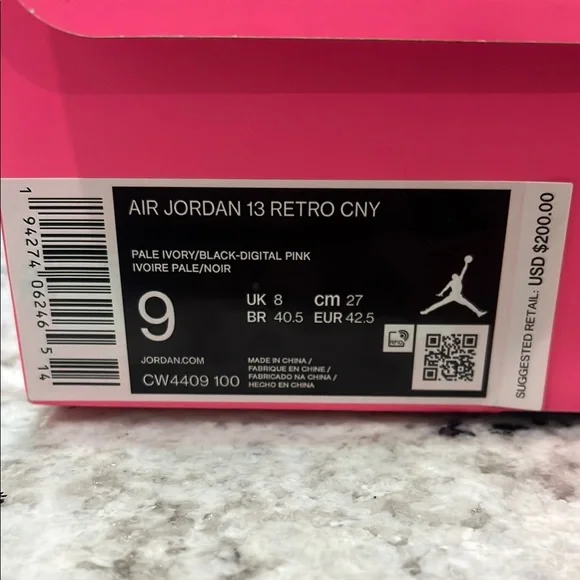 AIR JORDAN 13 RETRO CNY
PALE IVORY/BLACK-DIGITAL PINK
IVOIRE PALE/NOIR
9
UK 8 cm 27
BR 40.5 EUR 42.5
JORDAN.COM
CW4409 100
MADE IN CHINA /
FABRIQUE EN CHINE /
FABRICADO NA CHINA /
HECHO EN CHINA
RFID
SUGGESTED RETAIL: USD $200.00
1 94274 06246 5 14